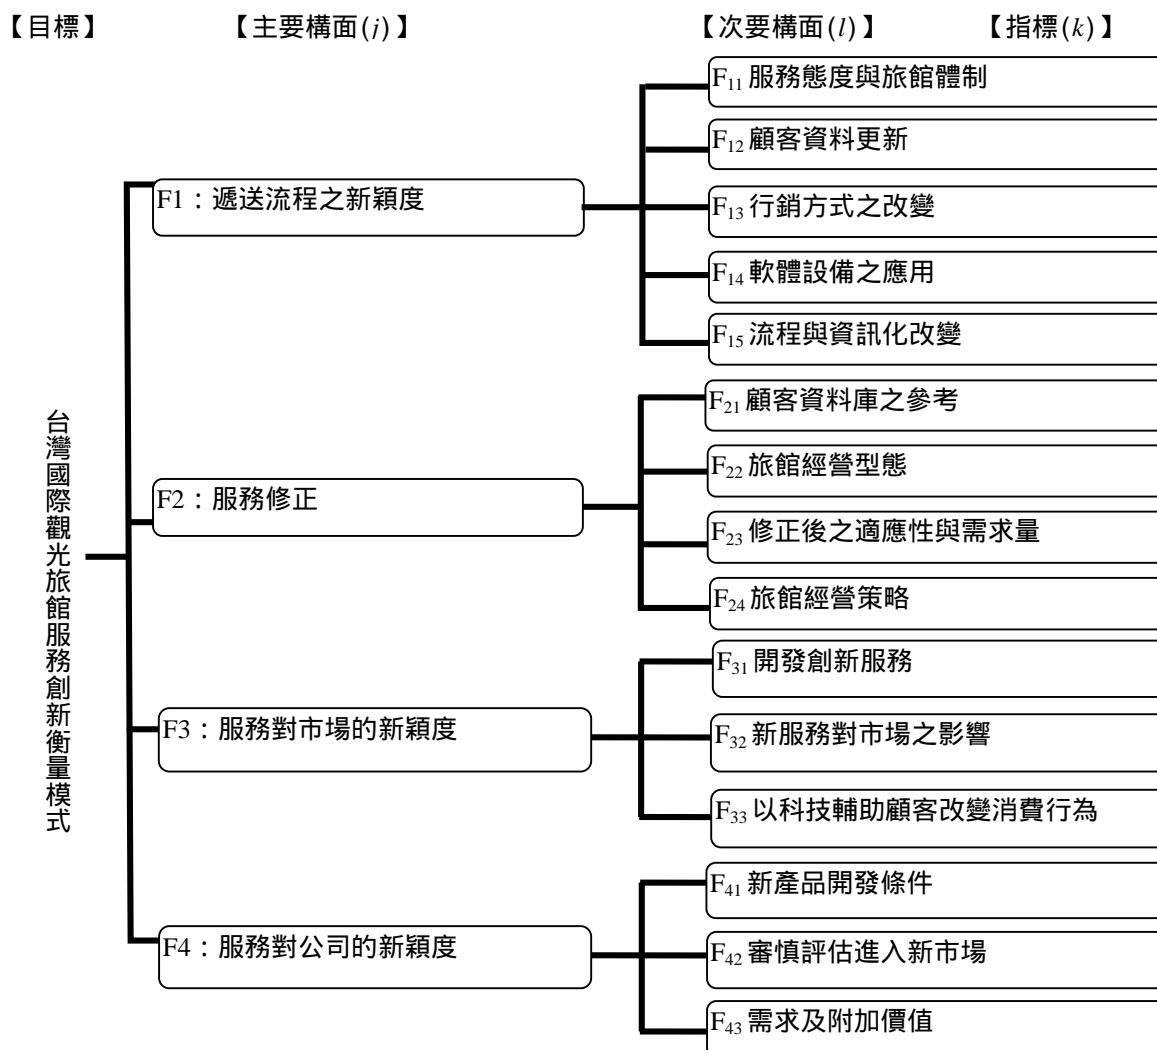 【目標】 【主要構面(j)】 【次要構面(l)】 【指標(k)】
F11 服務態度與旅館體制
F12 顧客資料更新
F1：遞送流程之新穎度
F13 行銷方式之改變
F14 軟體設備之應用
F15 流程與資訊化改變
F21 顧客資料庫之參考
F22 旅館經營型態
F2：服務修正
F23 修正後之適應性與需求量
F24 旅館經營策略
台灣國際觀光旅館服務創新衡量模式
F31 開發創新服務
F3：服務對市場的新穎度
F32 新服務對市場之影響
F33 以科技輔助顧客改變消費行為
F41 新產品開發條件
F4：服務對公司的新穎度
F42 審慎評估進入新市場
F43 需求及附加價值